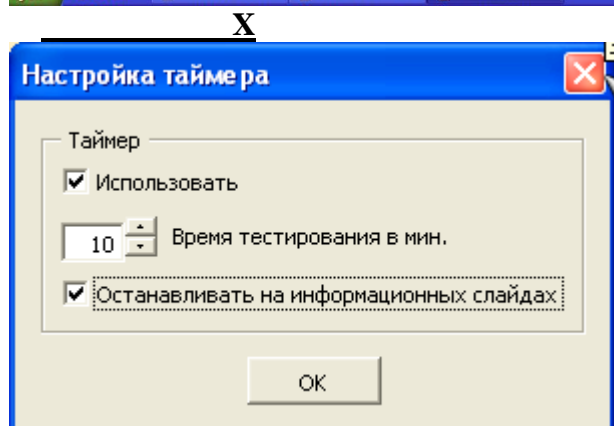 X
Настройка таймера
Таймер
Использовать
10 Время тестирования в мин.
Останавливать на информационных слайдах
OK